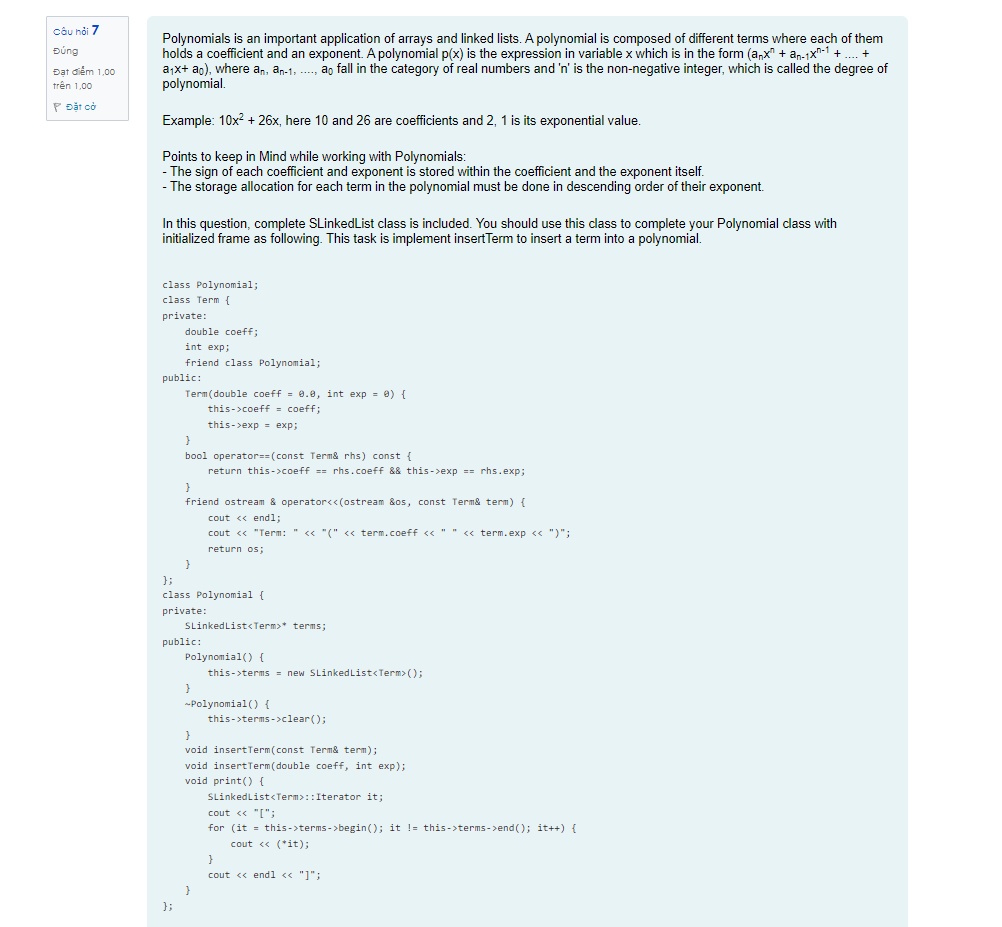 Câu hỏi 7
Đúng
Đạt điểm 1,00
trên 1,00
Đặt cờ
Polynomials is an important application of arrays and linked lists. A polynomial is composed of different terms where each of them
holds a coefficient and an exponent. A polynomial p(x) is the expression in variable x which is in the form (aₙxⁿ + aₙ₋₁xⁿ⁻¹ + .... +
a₁x+ a₀), where aₙ, aₙ₋₁, ...., a₀ fall in the category of real numbers and 'n' is the non-negative integer, which is called the degree of
polynomial.
Example: 10x² + 26x, here 10 and 26 are coefficients and 2, 1 is its exponential value.
Points to keep in Mind while working with Polynomials:
- The sign of each coefficient and exponent is stored within the coefficient and the exponent itself.
- The storage allocation for each term in the polynomial must be done in descending order of their exponent.
In this question, complete SLinkedList class is included. You should use this class to complete your Polynomial class with
initialized frame as following. This task is implement insertTerm to insert a term into a polynomial.
class Polynomial;
class Term {
private:
    double coeff;
    int exp;
    friend class Polynomial;
public:
    Term(double coeff = 0.0, int exp = 0) {
        this->coeff = coeff;
        this->exp = exp;
    }
    bool operator==(const Term& rhs) const {
        return this->coeff == rhs.coeff && this->exp == rhs.exp;
    }
    friend ostream & operator<<(ostream &os, const Term& term) {
        cout << endl;
        cout << "Term: " << "(" << term.coeff << " " << term.exp << ")";
        return os;
    }
};
class Polynomial {
private:
    SLinkedList<Term>* terms;
public:
    Polynomial() {
        this->terms = new SLinkedList<Term>();
    }
    ~Polynomial() {
        this->terms->clear();
    }
    void insertTerm(const Term& term);
    void insertTerm(double coeff, int exp);
    void print() {
        SLinkedList<Term>::Iterator it;
        cout << "[";
        for (it = this->terms->begin(); it != this->terms->end(); it++) {
            cout << (*it);
        }
        cout << endl << "]";
    }
};